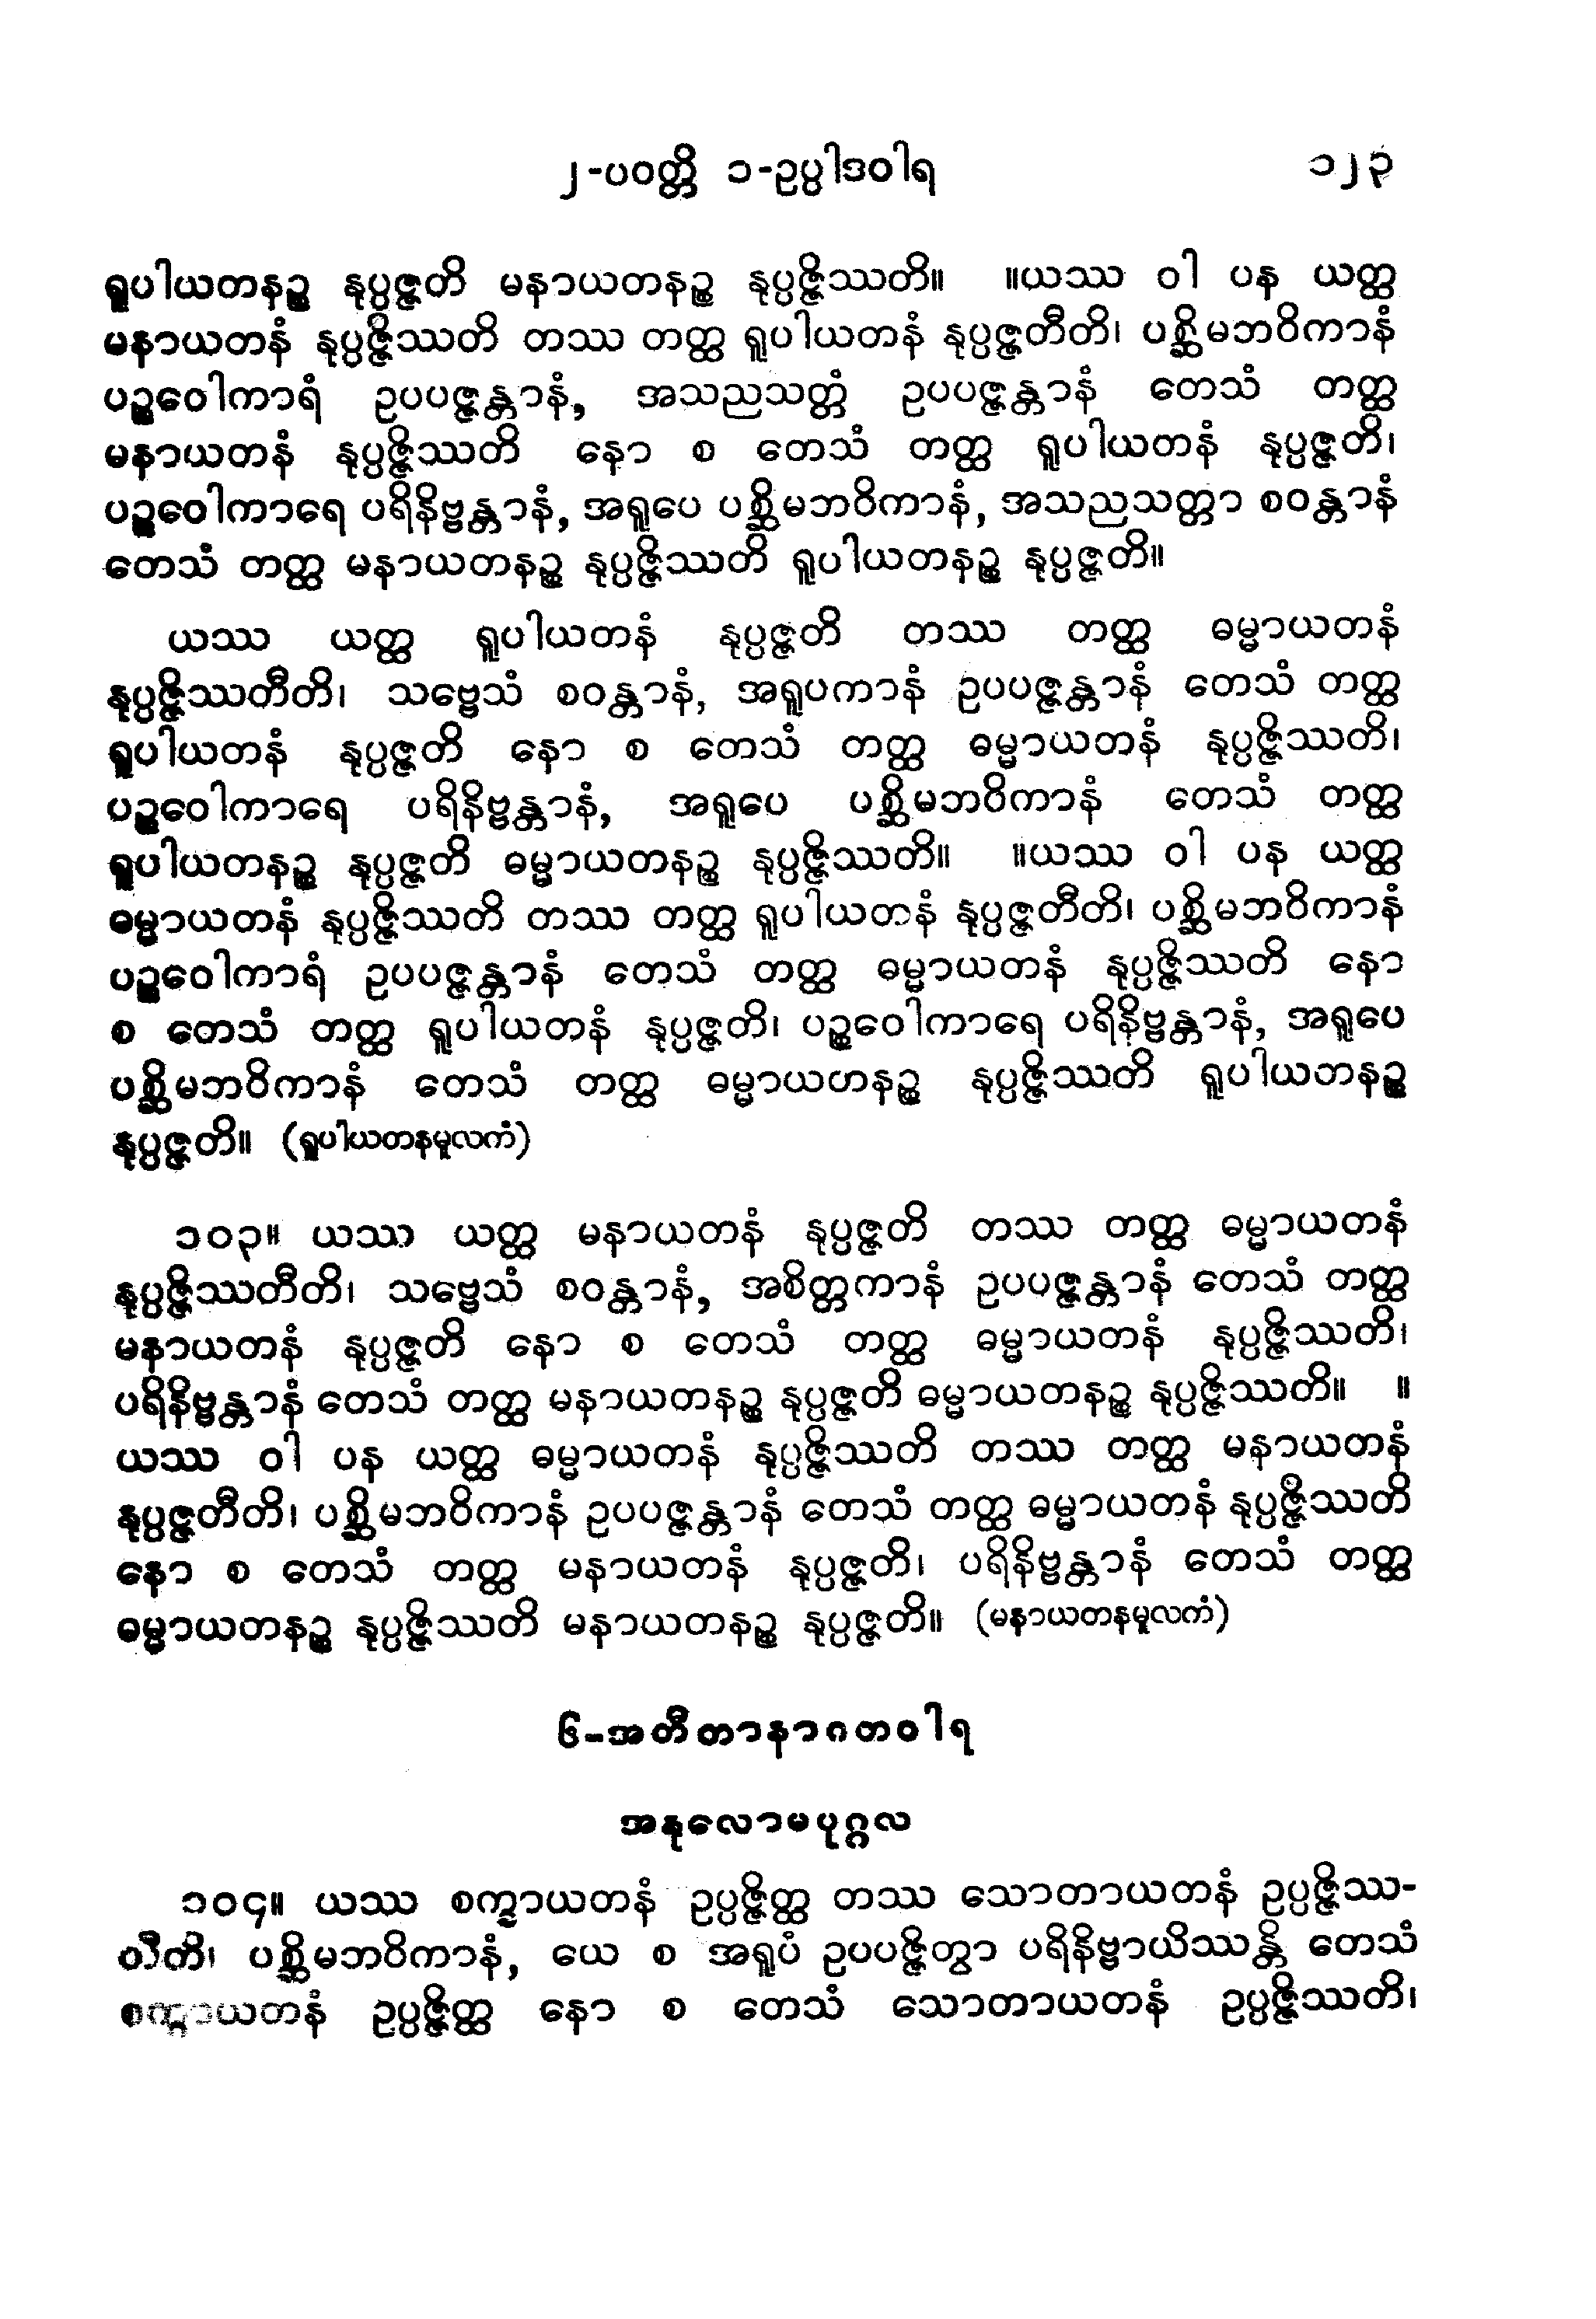 ၂-ပဝတ္တိ ၁-ဥပ္ပါဒဝါရ ၁၂၃
ရူပါယတနဉ္စ နုပ္ပဇ္ဇတိ မနာယတနဉ္စ နုပ္ပဇ္ဇိဿတိ။ ။ယဿ ဝါ ပန ယတ္ထ
မနာယတနံ နုပ္ပဇ္ဇိဿတိ တဿ တတ္ထ ရူပါယတနံ နုပ္ပဇ္ဇတီတိ၊ ပစ္ဆိမဘဝိကာနံ
ပဉ္စဝေါကာရံ ဥပပဇ္ဇန္တာနံ, အသညသတ္တံ ဥပပဇ္ဇန္တာနံ တေသံ တတ္ထ
မနာယတနံ နုပ္ပဇ္ဇိဿတိ နော စ တေသံ တတ္ထ ရူပါယတနံ နုပ္ပဇ္ဇတိ၊
ပဉ္စဝေါကာရေ ပရိနိဗ္ဗန္တာနံ, အရူပေ ပစ္ဆိမဘဝိကာနံ, အသညသတ္တာ စဝန္တာနံ
တေသံ တတ္ထ မနာယတနဉ္စ နုပ္ပဇ္ဇိဿတိ ရူပါယတနဉ္စ နုပ္ပဇ္ဇတိ။
ယဿ ယတ္ထ ရူပါယတနံ နုပ္ပဇ္ဇတိ တဿ တတ္ထ ဓမ္မာယတနံ
နုပ္ပဇ္ဇိဿတီတိ၊ သဗ္ဗေသံ စဝန္တာနံ, အရူပကာနံ ဥပပဇ္ဇန္တာနံ တေသံ တတ္ထ
ရူပါယတနံ နုပ္ပဇ္ဇတိ နော စ တေသံ တတ္ထ ဓမ္မာယတနံ နုပ္ပဇ္ဇိဿတိ၊
ပဉ္စဝေါကာရေ ပရိနိဗ္ဗန္တာနံ, အရူပေ ပစ္ဆိမဘဝိကာနံ တေသံ တတ္ထ
ရူပါယတနဉ္စ နုပ္ပဇ္ဇတိ ဓမ္မာယတနဉ္စ နုပ္ပဇ္ဇိဿတိ။ ။ယဿ ဝါ ပန ယတ္ထ
ဓမ္မာယတနံ နုပ္ပဇ္ဇိဿတိ တဿ တတ္ထ ရူပါယတနံ နုပ္ပဇ္ဇတီတိ၊ ပစ္ဆိမဘဝိကာနံ
ပဉ္စဝေါကာရံ ဥပပဇ္ဇန္တာနံ တေသံ တတ္ထ ဓမ္မာယတနံ နုပ္ပဇ္ဇိဿတိ နော
စ တေသံ တတ္ထ ရူပါယတနံ နုပ္ပဇ္ဇတိ၊ ပဉ္စဝေါကာရေ ပရိနိဗ္ဗန္တာနံ, အရူပေ
ပစ္ဆိမဘဝိကာနံ တေသံ တတ္ထ ဓမ္မာယတနဉ္စ နုပ္ပဇ္ဇိဿတိ ရူပါယတနဉ္စ
နုပ္ပဇ္ဇတိ။ (ရူပါယတနမူလကံ)
၁၀၃။ ယဿ ယတ္ထ မနာယတနံ နုပ္ပဇ္ဇတိ တဿ တတ္ထ ဓမ္မာယတနံ
နုပ္ပဇ္ဇိဿတီတိ၊ သဗ္ဗေသံ စဝန္တာနံ, အစိတ္တကာနံ ဥပပဇ္ဇန္တာနံ တေသံ တတ္ထ
မနာယတနံ နုပ္ပဇ္ဇတိ နော စ တေသံ တတ္ထ ဓမ္မာယတနံ နုပ္ပဇ္ဇိဿတိ၊
ပရိနိဗ္ဗန္တာနံ တေသံ တတ္ထ မနာယတနဉ္စ နုပ္ပဇ္ဇတိ ဓမ္မာယတနဉ္စ နုပ္ပဇ္ဇိဿတိ။ ။
ယဿ ဝါ ပန ယတ္ထ ဓမ္မာယတနံ နုပ္ပဇ္ဇိဿတိ တဿ တတ္ထ မနာယတနံ
နုပ္ပဇ္ဇတီတိ၊ ပစ္ဆိမဘဝိကာနံ ဥပပဇ္ဇန္တာနံ တေသံ တတ္ထ ဓမ္မာယတနံ နုပ္ပဇ္ဇိဿတိ
နော စ တေသံ တတ္ထ မနာယတနံ နုပ္ပဇ္ဇတိ၊ ပရိနိဗ္ဗန္တာနံ တေသံ တတ္ထ
ဓမ္မာယတနဉ္စ နုပ္ပဇ္ဇိဿတိ မနာယတနဉ္စ နုပ္ပဇ္ဇတိ။ (မနာယတနမူလကံ)
၆-အတီတာနာဂတဝါရ
အနုလောမပုဂ္ဂလ
၁၀၄။ ယဿ စက္ခာယတနံ ဥပ္ပဇ္ဇိတ္ထ တဿ သောတာယတနံ ဥပ္ပဇ္ဇိဿ-
တီတိ၊ ပစ္ဆိမဘဝိကာနံ, ယေ စ အရူပံ ဥပပဇ္ဇိတွာ ပရိနိဗ္ဗာယိဿန္တိ တေသံ
စက္ခာယတနံ ဥပ္ပဇ္ဇိတ္ထ နော စ တေသံ သောတာယတနံ ဥပ္ပဇ္ဇိဿတိ၊